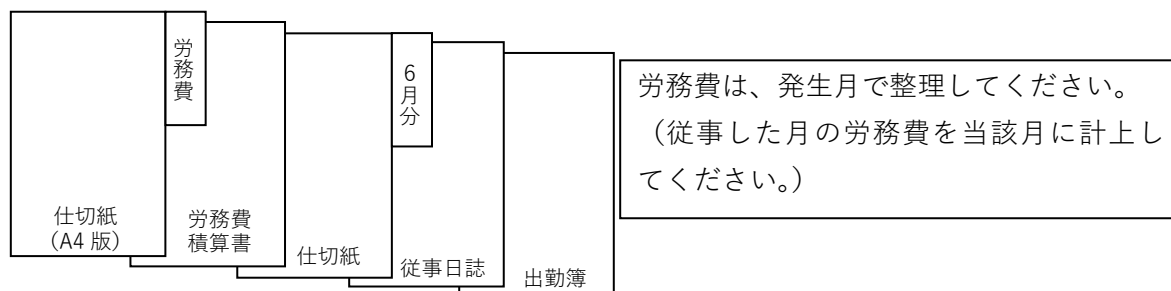 労務費
仕切紙
（A4 版）
労務費
積算書
6月分
仕切紙
従事日誌
出勤簿
労務費は、発生月で整理してください。
（従事した月の労務費を当該月に計上し
てください。）